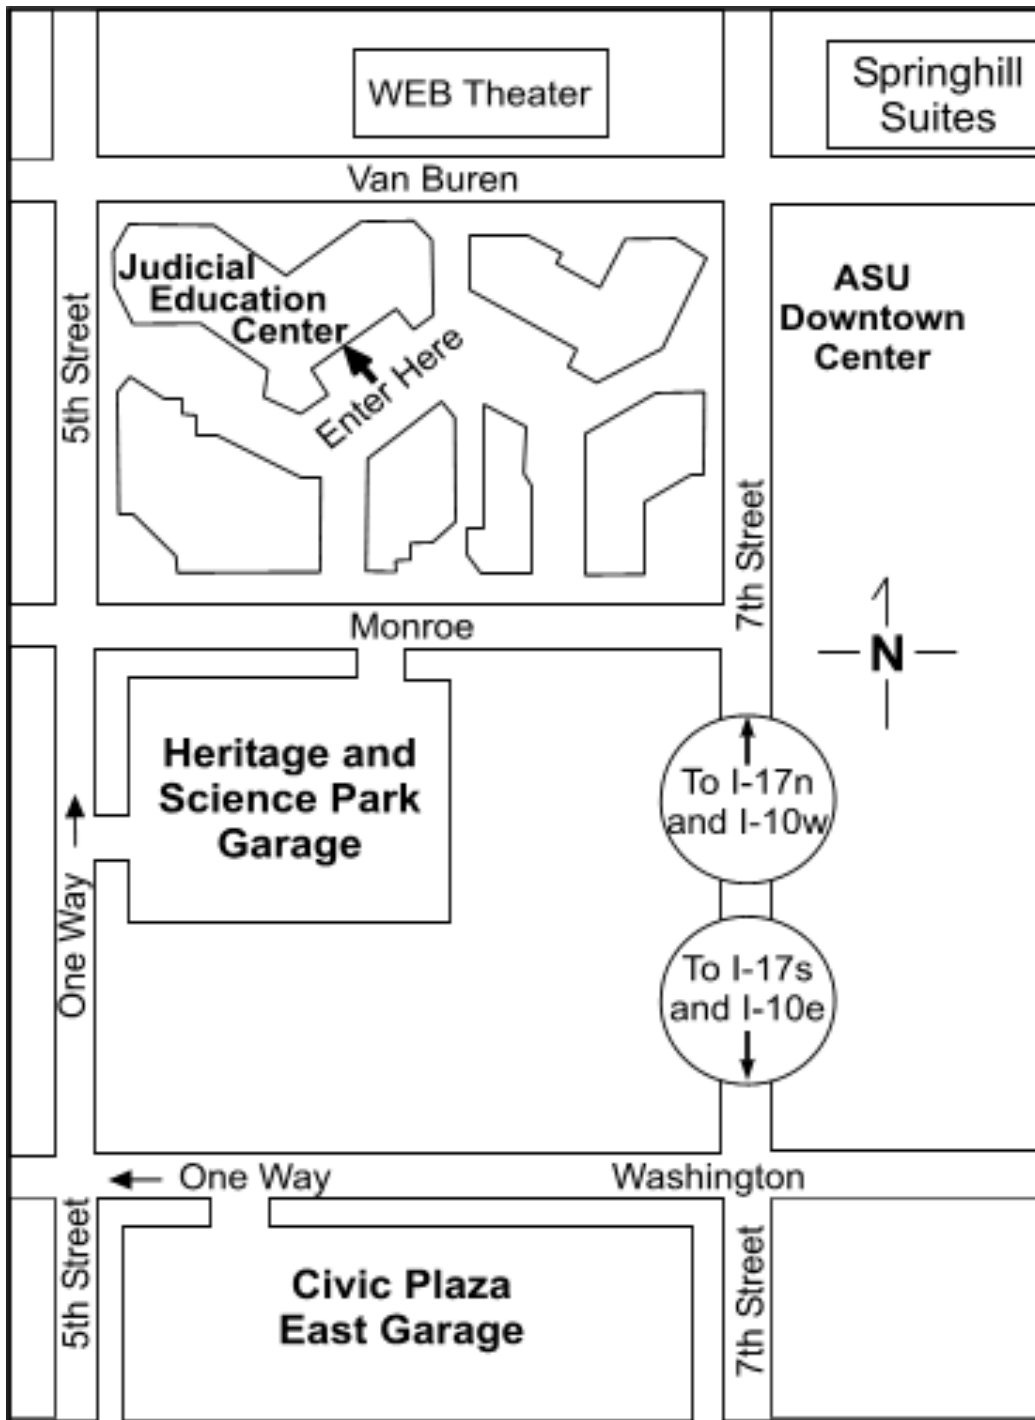 WEB Theater
Springhill
Suites
Van Buren
Judicial
Education
Center
Enter Here
5th Street
ASU
Downtown
Center
7th Street
Monroe
N
Heritage and
Science Park
Garage
To I-17n
and I-10w
One Way
To I-17s
and I-10e
One Way
Washington
5th Street
Civic Plaza
East Garage
7th Street